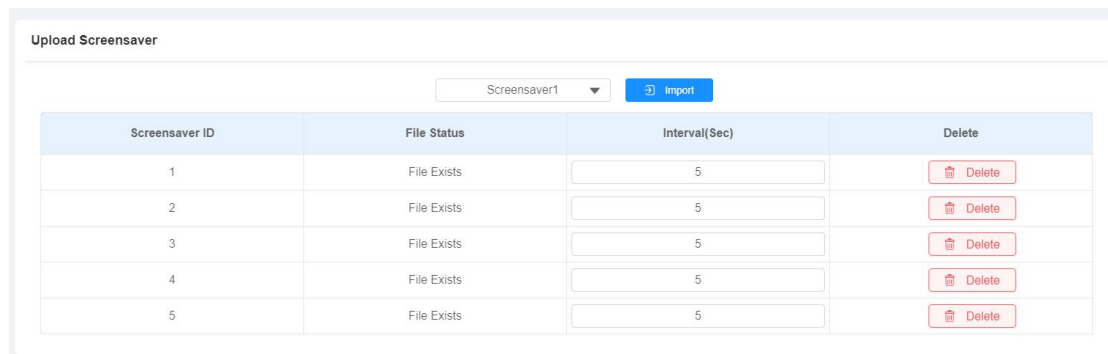 Upload Screensaver
Screensaver1 Import
Screensaver ID File Status Interval(Sec) Delete
1 File Exists 5 Delete
2 File Exists 5 Delete
3 File Exists 5 Delete
4 File Exists 5 Delete
5 File Exists 5 Delete